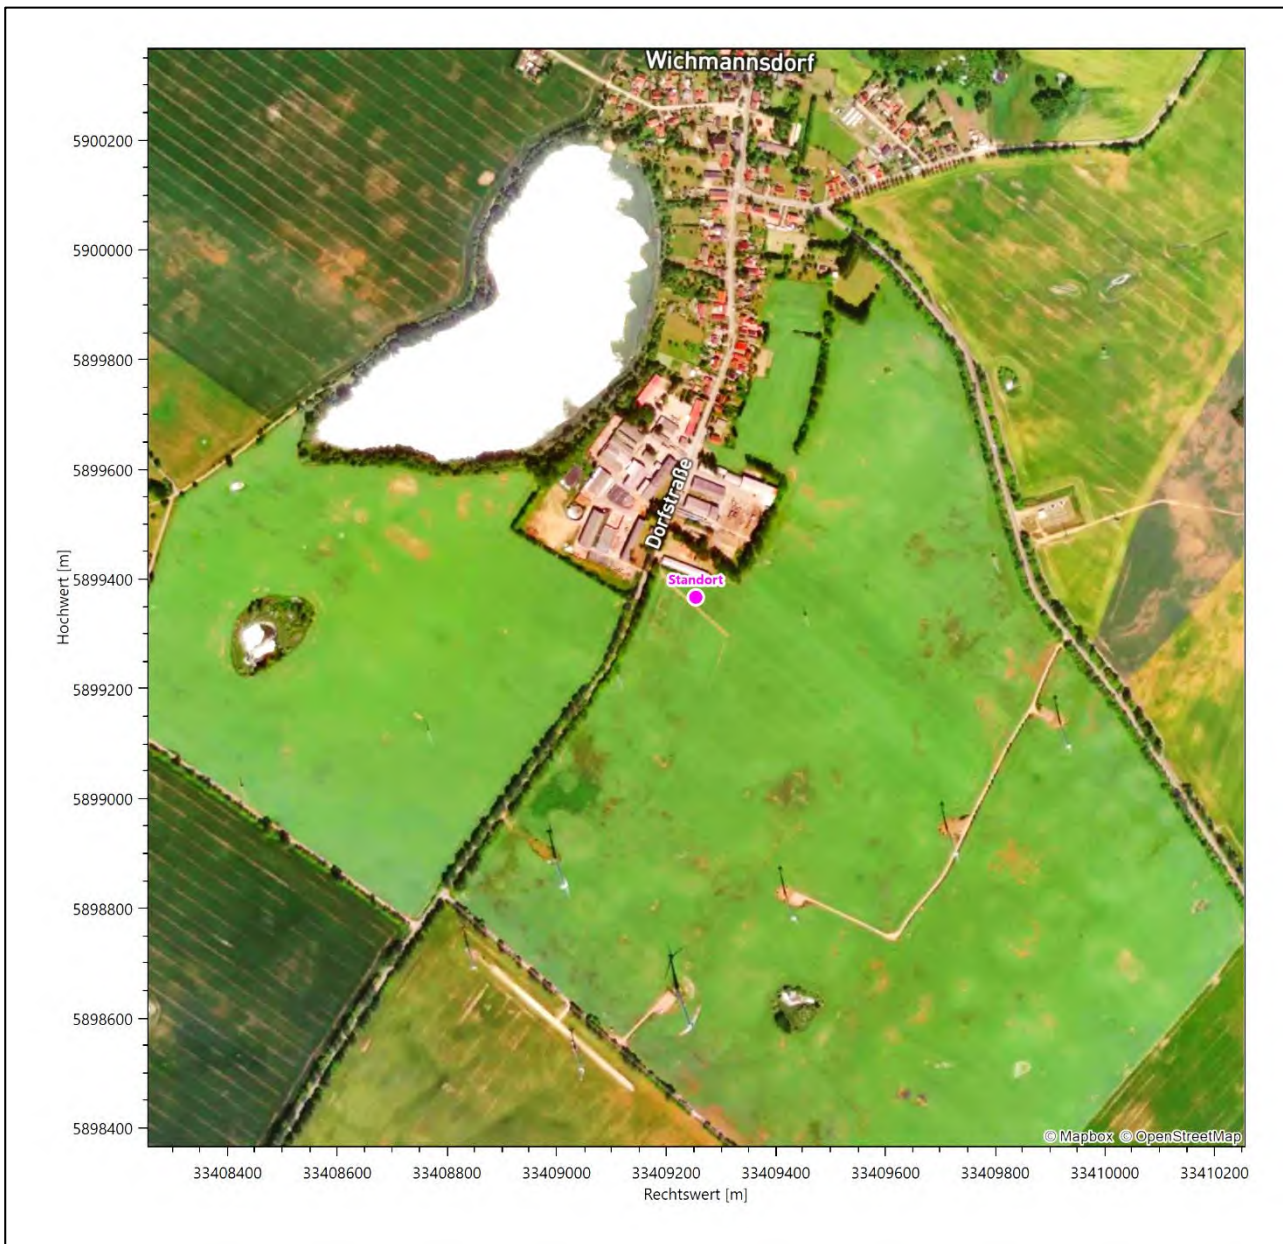 Wichmannsdorf
5900200
5900000
5899800
5899600
Dorfstraße
Hochwert [m]
5899400
Standort
5899200
5899000
5898800
5898600
5898400
© Mapbox © OpenStreetMap
33408400 33408600 33408800 33409000 33409200 33409400 33409600 33409800 33410000 33410200
Rechtswert [m]